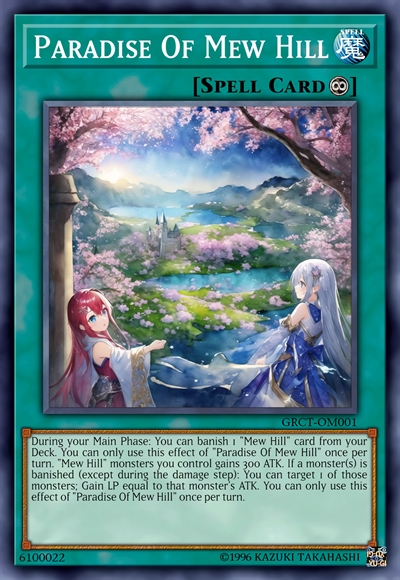 PARADISE OF MEW HILL
SPELL
魔
[SPELL CARD]
GRCT-OM001
During your Main Phase: You can banish 1 "Mew Hill" card from your
Deck. You can only use this effect of "Paradise Of Mew Hill" once per
turn. "Mew Hill" monsters you control gains 300 ATK. If a monster(s) is
banished (except during the damage step): You can target 1 of those
monsters; Gain LP equal to that monster's ATK. You can only use this
effect of "Paradise Of Mew Hill" once per turn.
6100022
©1996 KAZUKI TAKAHASHI